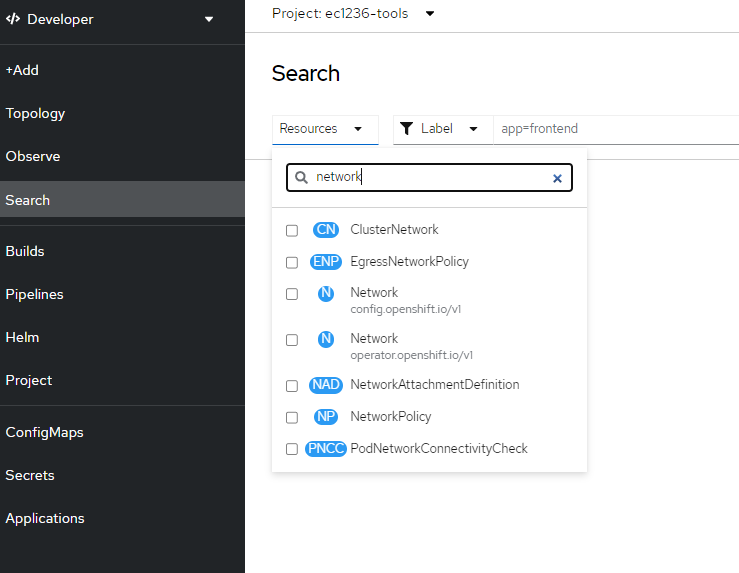 Developer
Project: ec1236-tools
+Add
Search
Topology
Resources
Label
app=frontend
Observe
network
Search
CN ClusterNetwork
Builds
ENP EgressNetworkPolicy
Pipelines
N Network
config.openshift.io/v1
Helm
N Network
operator.openshift.io/v1
Project
NAD NetworkAttachmentDefinition
NP NetworkPolicy
ConfigMaps
PNCC PodNetworkConnectivityCheck
Secrets
Applications